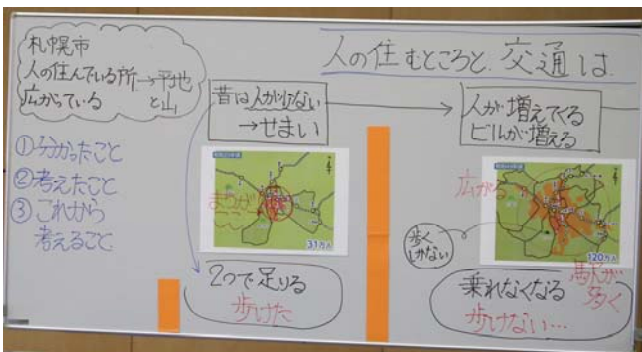 人の住むところと、交通は
札幌市
人の住んでいる所→平地と山
広がっている
①分かったこと
②考えたこと
③これから
考えること
昔は人が少ない
→せまい
まちが
31万人
2つで足りる
歩けた
人が増えてくる
ビルが増える
広がる
歩く
しかない
120万人
乗れなくなる
歩けない…
多く